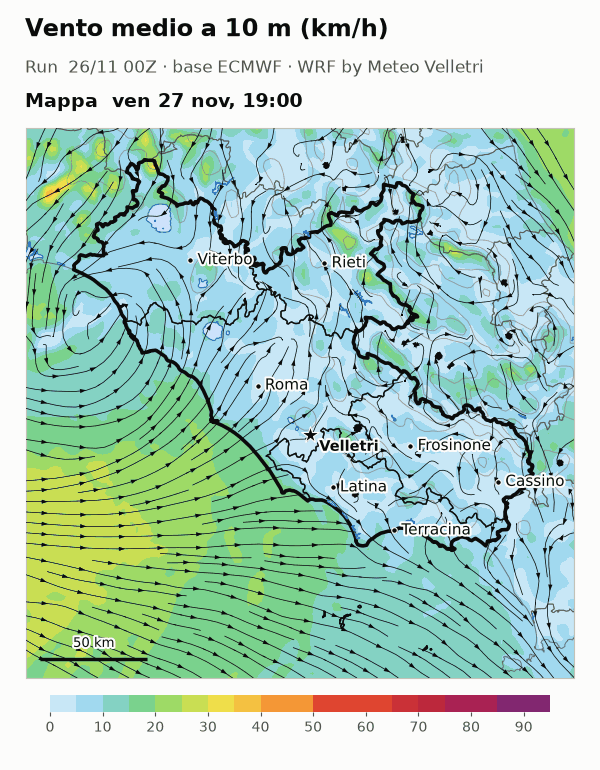 Vento medio a 10 m (km/h)
Run  26/11 00Z · base ECMWF · WRF by Meteo Velletri
Mappa  ven 27 nov, 19:00
Viterbo
Rieti
Roma
Velletri
Frosinone
Latina
Cassino
Terracina
50 km
0 10 20 30 40 50 60 70 80 90